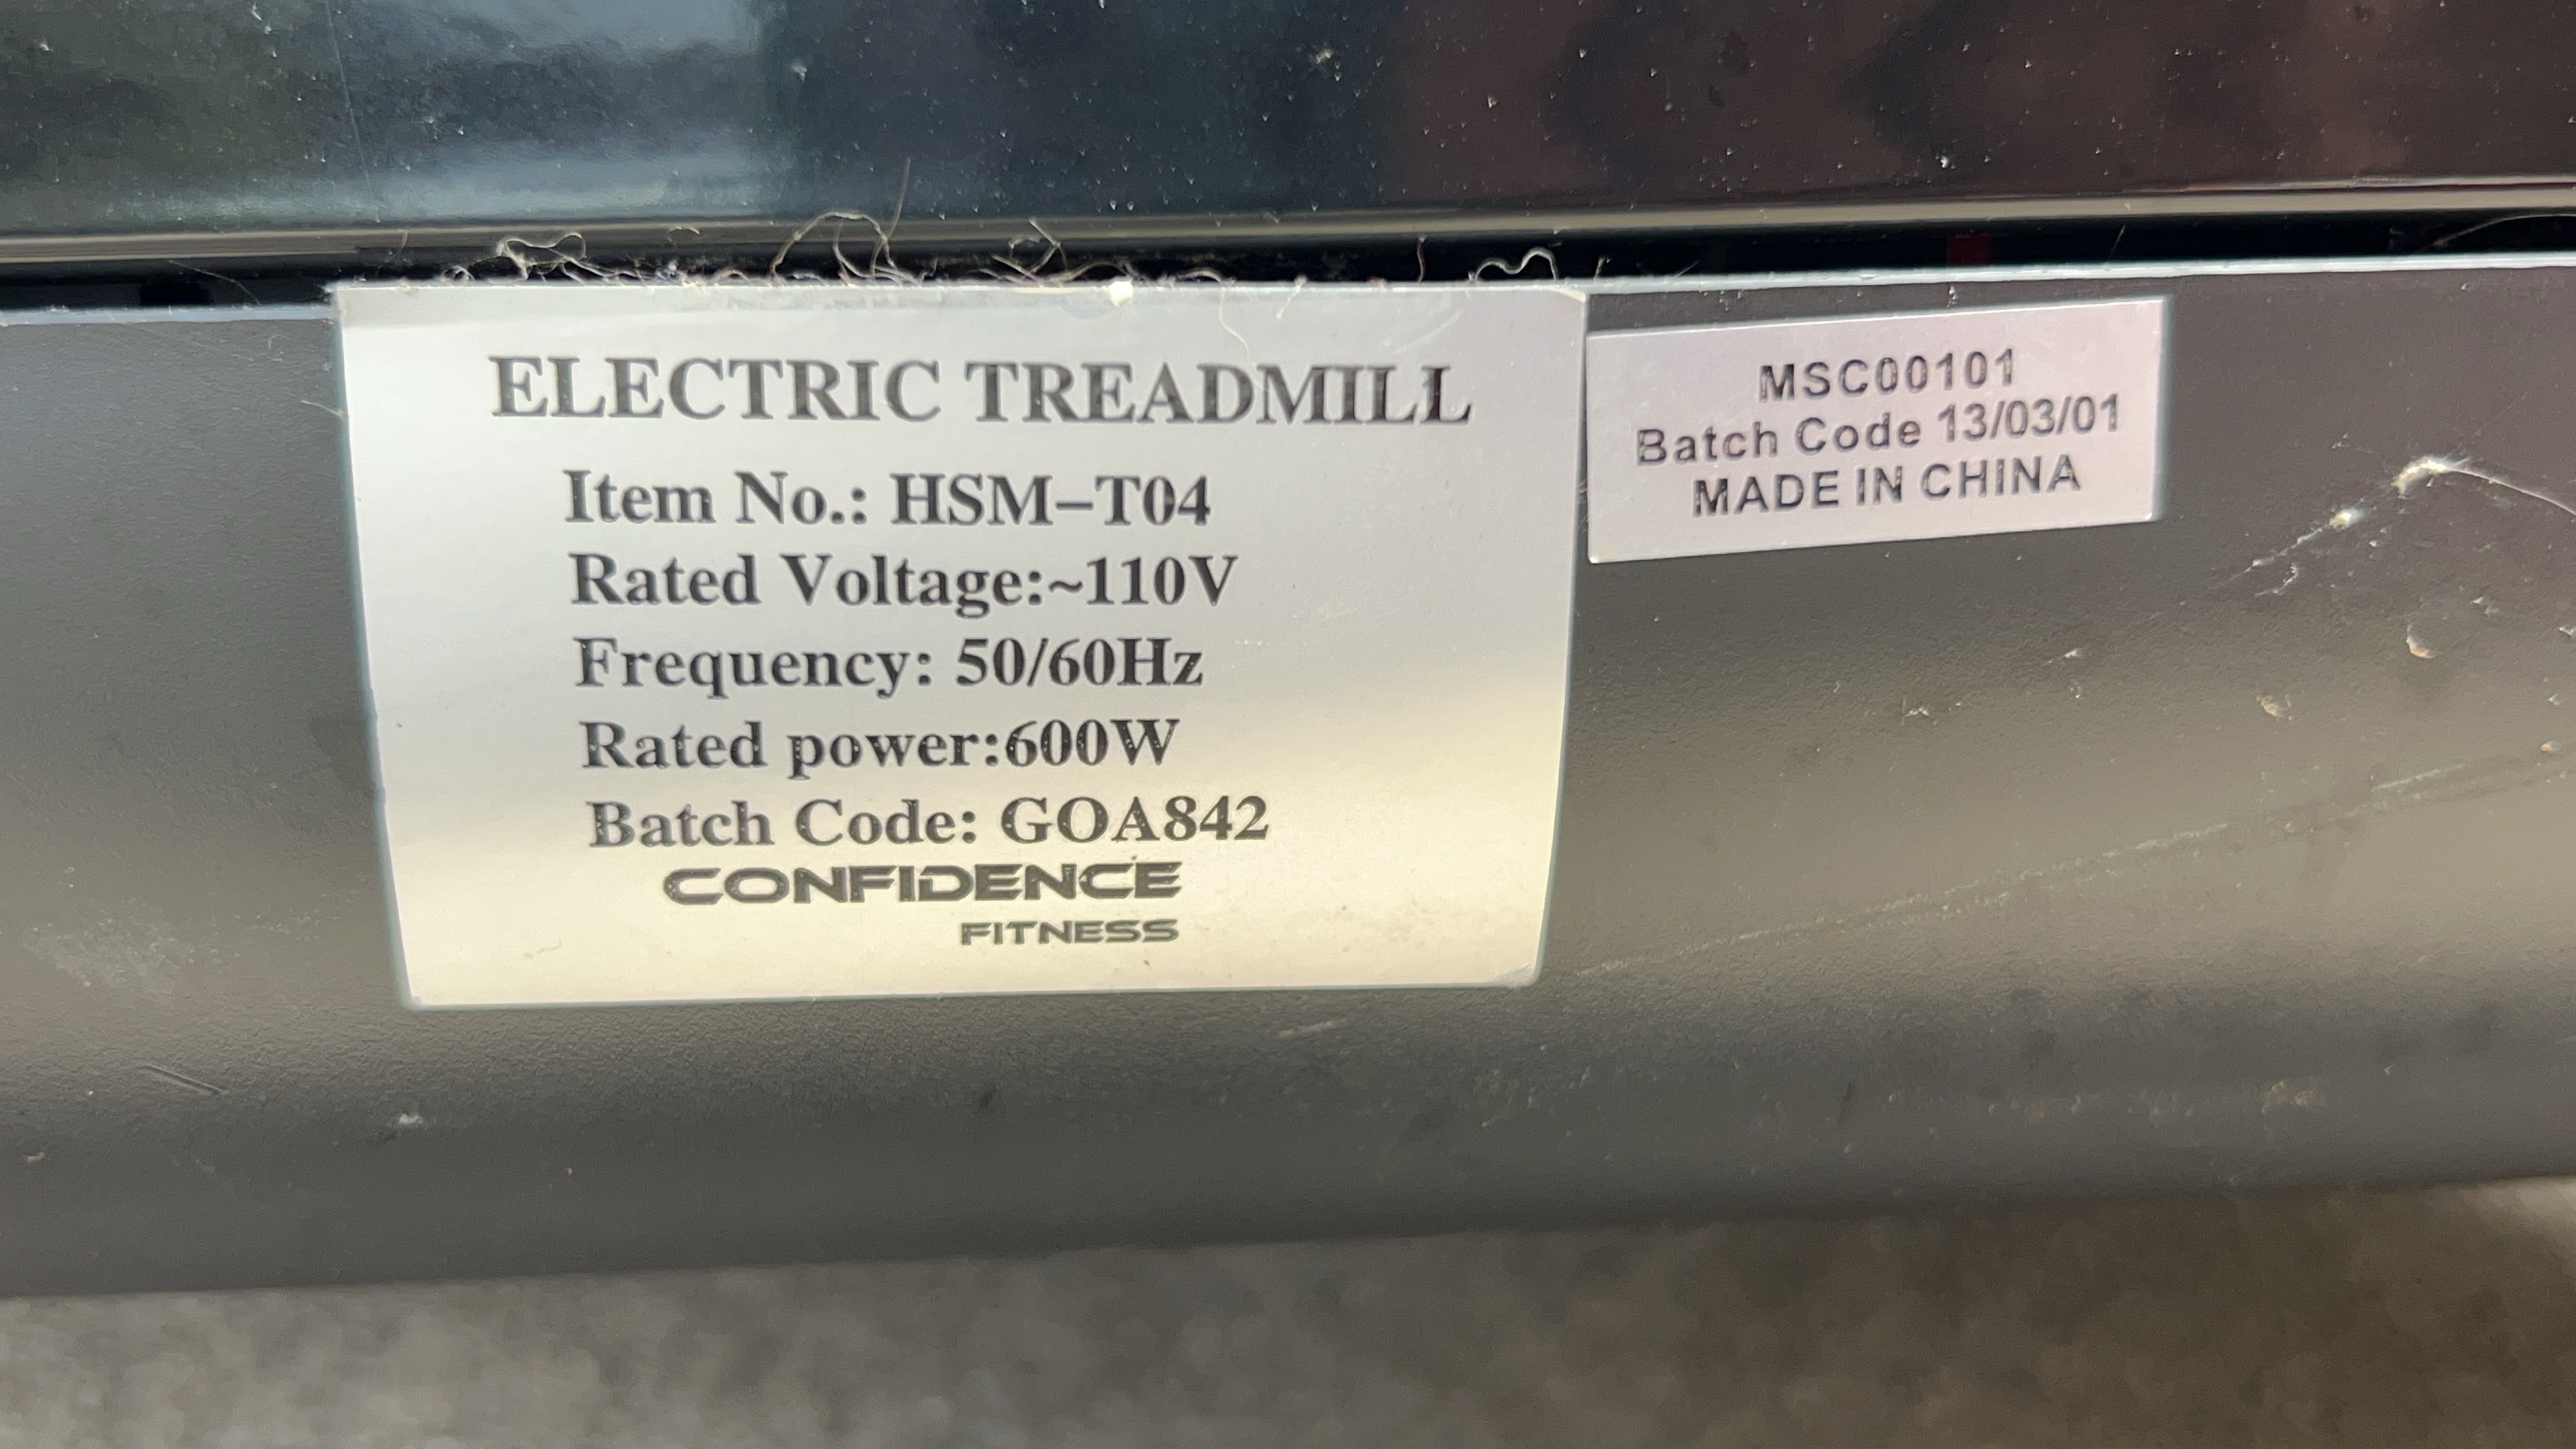 ELECTRIC TREADMILL
Item No.: HSM-T04
Rated Voltage:~110V
Frequency: 50/60Hz
Rated power:600W
Batch Code: GOA842
CONFIDENCE
FITNESS
MSC00101
Batch Code 13/03/01
MADE IN CHINA